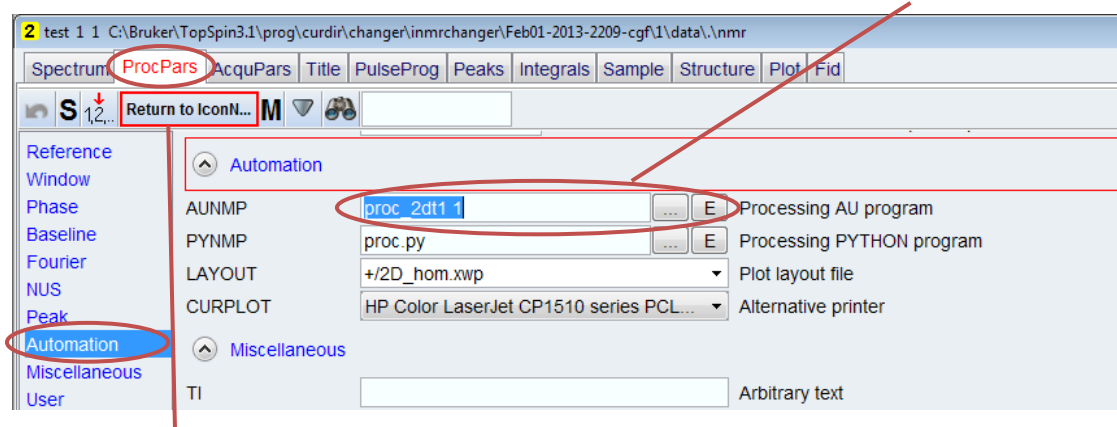 2 test 1 1 C:\Bruker\TopSpin3.1\prog\curdir\changer\inmrchanger\Feb01-2013-2209-cgf\1\data\.\nmr
Spectrum ProcPars AcquPars Title PulseProg Peaks Integrals Sample Structure Plot Fid
S 1,2,.. Return to IconN... M
Reference
Window
Phase
Baseline
Fourier
NUS
Peak
Automation
Miscellaneous
User
Automation
AUNMP proc_2dt1 1 ... E Processing AU program
PYNMP proc.py ... E Processing PYTHON program
LAYOUT +/2D_hom.xwp Plot layout file
CURPLOT HP Color LaserJet CP1510 series PCL... Alternative printer
Miscellaneous
TI Arbitrary text